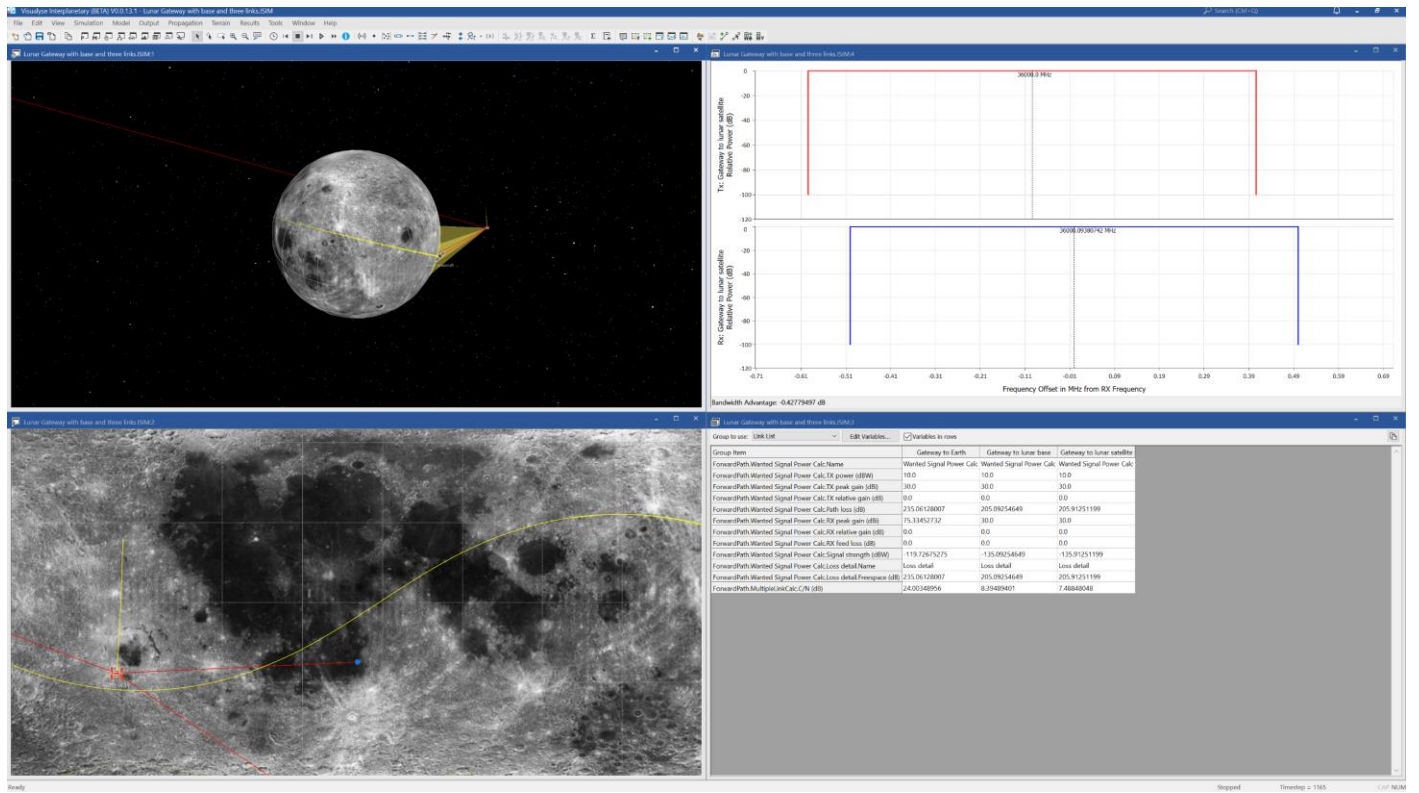 Visualyse Interplanetary (BETA) V0.0.13.1 - Lunar Gateway with base and three links.ISIM
Search (Ctrl+Q)
File Edit View Simulation Model Output Propagation Terrain Results Tools Window Help
Lunar Gateway with base and three links.ISIM:1
Lunar Gateway with base and three links.ISIM:4
Tx: Gateway to lunar satellite
Relative Power (dB)
0
-20
-40
-60
-80
-100
-120
36000.0 MHz
Rx: Gateway to lunar satellite
Relative Power (dB)
0
-20
-40
-60
-80
-100
-120
36000.09380742 MHz
-0.71 -0.61 -0.51 -0.41 -0.31 -0.21 -0.11 -0.01 0.09 0.19 0.29 0.39 0.49 0.59 0.69
Frequency Offset in MHz from RX Frequency
Bandwidth Advantage: -0.42779497 dB
Lunar Gateway with base and three links.ISIM:2
Lunar Gateway with base and three links.ISIM:3
Group to use: Link List Edit Variables... Variables in rows
Group Item Gateway to Earth Gateway to lunar base Gateway to lunar satellite
ForwardPath.Wanted Signal Power Calc.Name Wanted Signal Power Calc Wanted Signal Power Calc Wanted Signal Power Calc
ForwardPath.Wanted Signal Power Calc.TX power (dBW) 10.0 10.0 10.0
ForwardPath.Wanted Signal Power Calc.TX peak gain (dBi) 30.0 30.0 30.0
ForwardPath.Wanted Signal Power Calc.TX relative gain (dB) 0.0 0.0 0.0
ForwardPath.Wanted Signal Power Calc.Path loss (dB) 235.06128007 205.09254649 205.91251199
ForwardPath.Wanted Signal Power Calc.RX peak gain (dBi) 75.33452732 30.0 30.0
ForwardPath.Wanted Signal Power Calc.RX relative gain (dB) 0.0 0.0 0.0
ForwardPath.Wanted Signal Power Calc.RX feed loss (dB) 0.0 0.0 0.0
ForwardPath.Wanted Signal Power Calc.Signal strength (dBW) -119.72675275 -135.09254649 -135.91251199
ForwardPath.Wanted Signal Power Calc.Loss detail.Name Loss detail Loss detail Loss detail
ForwardPath.Wanted Signal Power Calc.Loss detail.Freespace (dB) 235.06128007 205.09254649 205.91251199
ForwardPath.MultipleLinkCalc.C/N (dB) 24.00348956 8.39489401 7.48848048
Ready
Stopped Timestep = 1165 CAP NUM